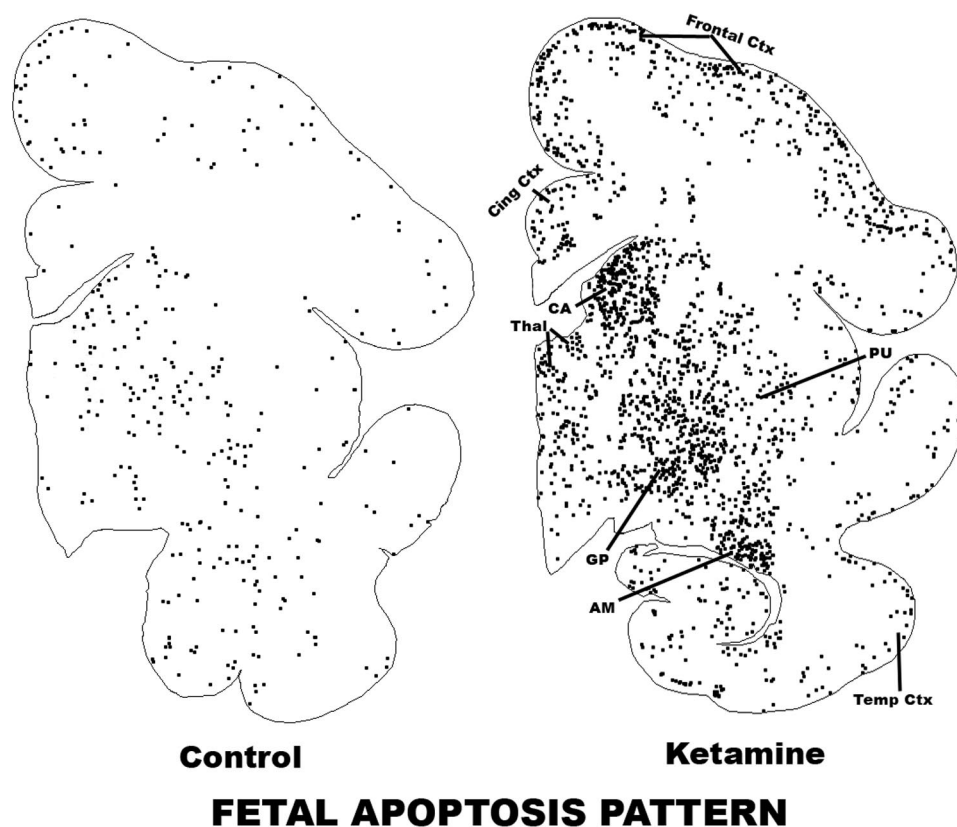 Frontal Ctx
Cing Ctx
CA
Thal
PU
GP
AM
Temp Ctx
Control
Ketamine
FETAL APOPTOSIS PATTERN